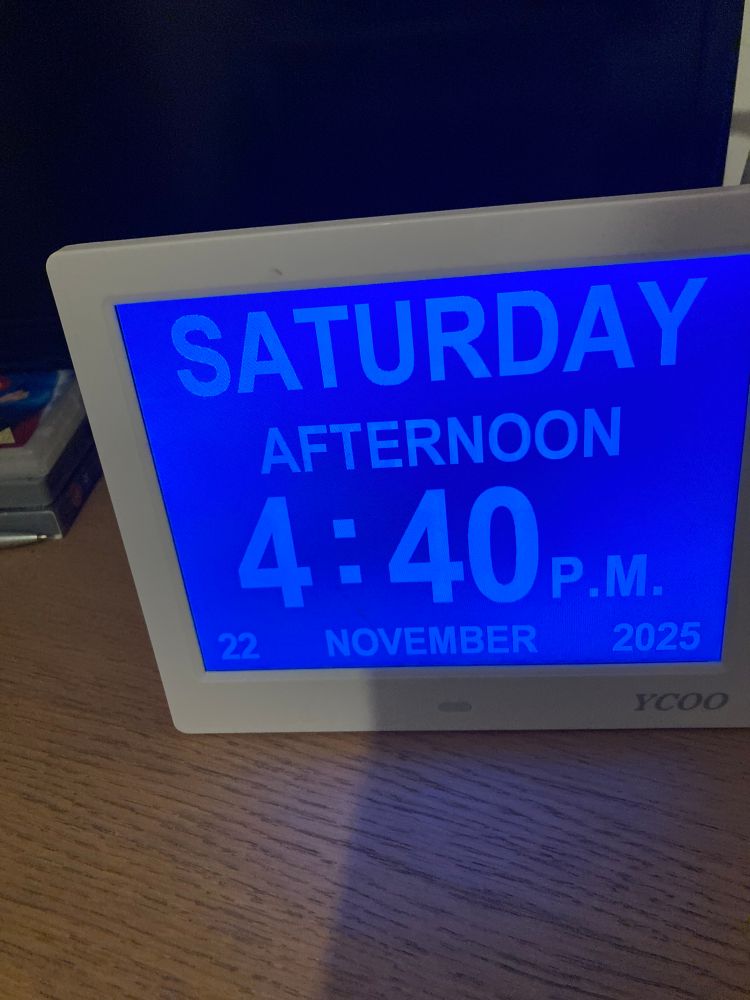 SATURDAY
AFTERNOON
4:40 P.M.
22 NOVEMBER 2025
YCOO